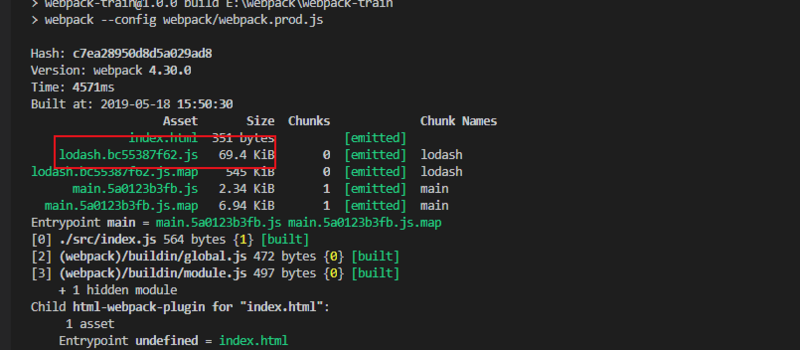 > webpack-train@1.0.0 build E:\webpack\webpack-train
> webpack --config webpack/webpack.prod.js
Hash: c7ea28950d8d5a029ad8
Version: webpack 4.30.0
Time: 4571ms
Built at: 2019-05-18 15:50:30
Asset Size Chunks Chunk Names
index.html 351 bytes [emitted]
lodash.bc55387f62.js 69.4 KiB 0 [emitted] lodash
lodash.bc55387f62.js.map 545 KiB 0 [emitted] lodash
main.5a0123b3fb.js 2.34 KiB 1 [emitted] main
main.5a0123b3fb.js.map 6.94 KiB 1 [emitted] main
Entrypoint main = main.5a0123b3fb.js main.5a0123b3fb.js.map
[0] ./src/index.js 564 bytes {1} [built]
[2] (webpack)/buildin/global.js 472 bytes {0} [built]
[3] (webpack)/buildin/module.js 497 bytes {0} [built]
+ 1 hidden module
Child html-webpack-plugin for "index.html":
1 asset
Entrypoint undefined = index.html